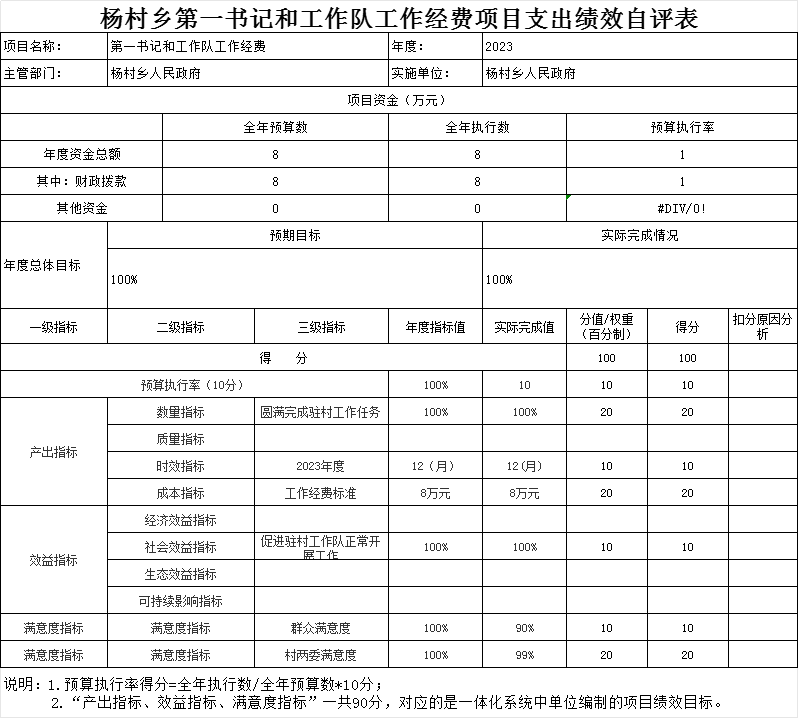 杨村乡第一书记和工作队工作经费项目支出绩效自评表
项目名称： 第一书记和工作队工作经费 年度： 2023
主管部门： 杨村乡人民政府 实施单位： 杨村乡人民政府
项目资金（万元）
全年预算数 全年执行数 预算执行率
年度资金总额 8 8 1
其中：财政拨款 8 8 1
其他资金 0 0 #DIV/0!
年度总体目标 预期目标 实际完成情况
100% 100%
一级指标 二级指标 三级指标 年度指标值 实际完成值 分值/权重（百分制） 得分 扣分原因分析
得 分 100 100
预算执行率（10分） 100% 10 10 10
产出指标 数量指标 圆满完成驻村工作任务 100% 100% 20 20
质量指标
时效指标 2023年度 12（月） 12(月) 10 10
成本指标 工作经费标准 8万元 8万元 20 20
效益指标 经济效益指标
社会效益指标 促进驻村工作队正常开展工作 100% 100% 10 10
生态效益指标
可持续影响指标
满意度指标 满意度指标 群众满意度 100% 90% 10 10
满意度指标 满意度指标 村两委满意度 100% 99% 20 20
说明：1.预算执行率得分=全年执行数/全年预算数*10分；
2.“产出指标、效益指标、满意度指标”一共90分，对应的是一体化系统中单位编制的项目绩效目标。